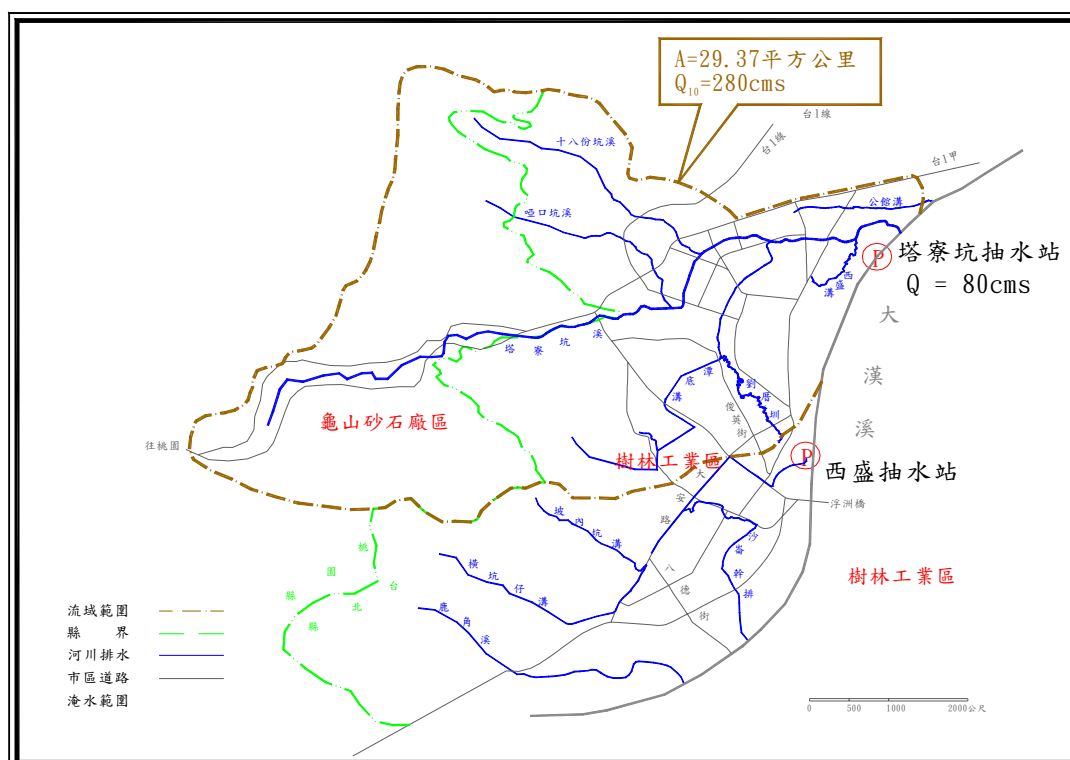 A=29.37平方公里
Q10=280cms
台1線
台1線
台1甲
十八份坑溪
啞口坑溪
公館溝
塔寮坑抽水站
Q = 80cms
P
西盛溝
大漢溪
塔寮坑溪
潭底溝
劉厝圳
俊英街
龜山砂石廠區
往桃園
樹林工業區
P
西盛抽水站
大安路
浮洲橋
坡內坑溝
沙崙幹排
橫坑仔溝
八德街
樹林工業區
鹿角溪
桃園縣
台北縣
流域範圍
縣 界
河川排水
市區道路
淹水範圍
0 500 1000 2000公尺